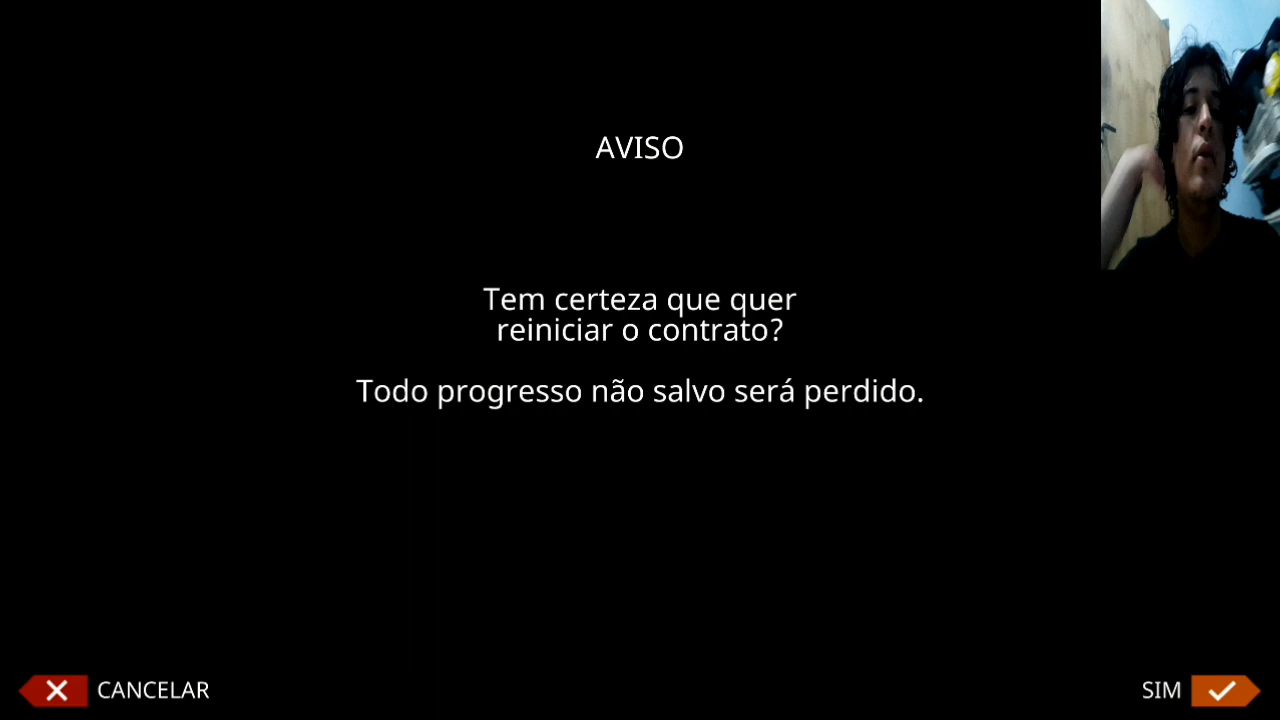 AVISO
Tem certeza que quer
reiniciar o contrato?
Todo progresso não salvo será perdido.
CANCELAR
SIM